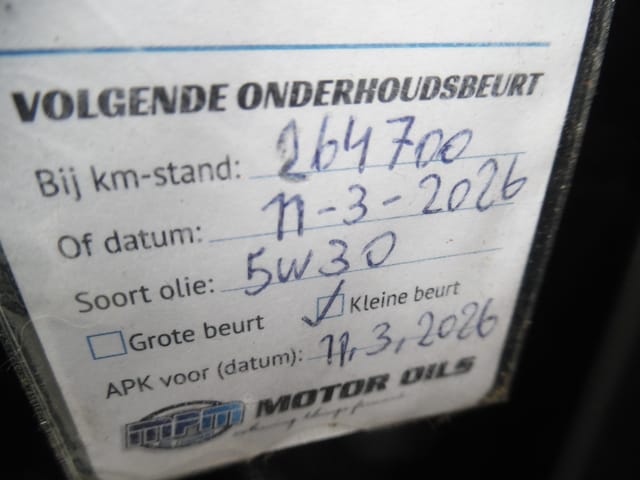 VOLGENDE ONDERHOUDSBEURT
Bij km-stand: 264700
Of datum: 11-3-2026
Soort olie: 5W30
Grote beurt ✓ Kleine beurt
APK voor (datum): 11,3,2026
MPM MOTOR OILS